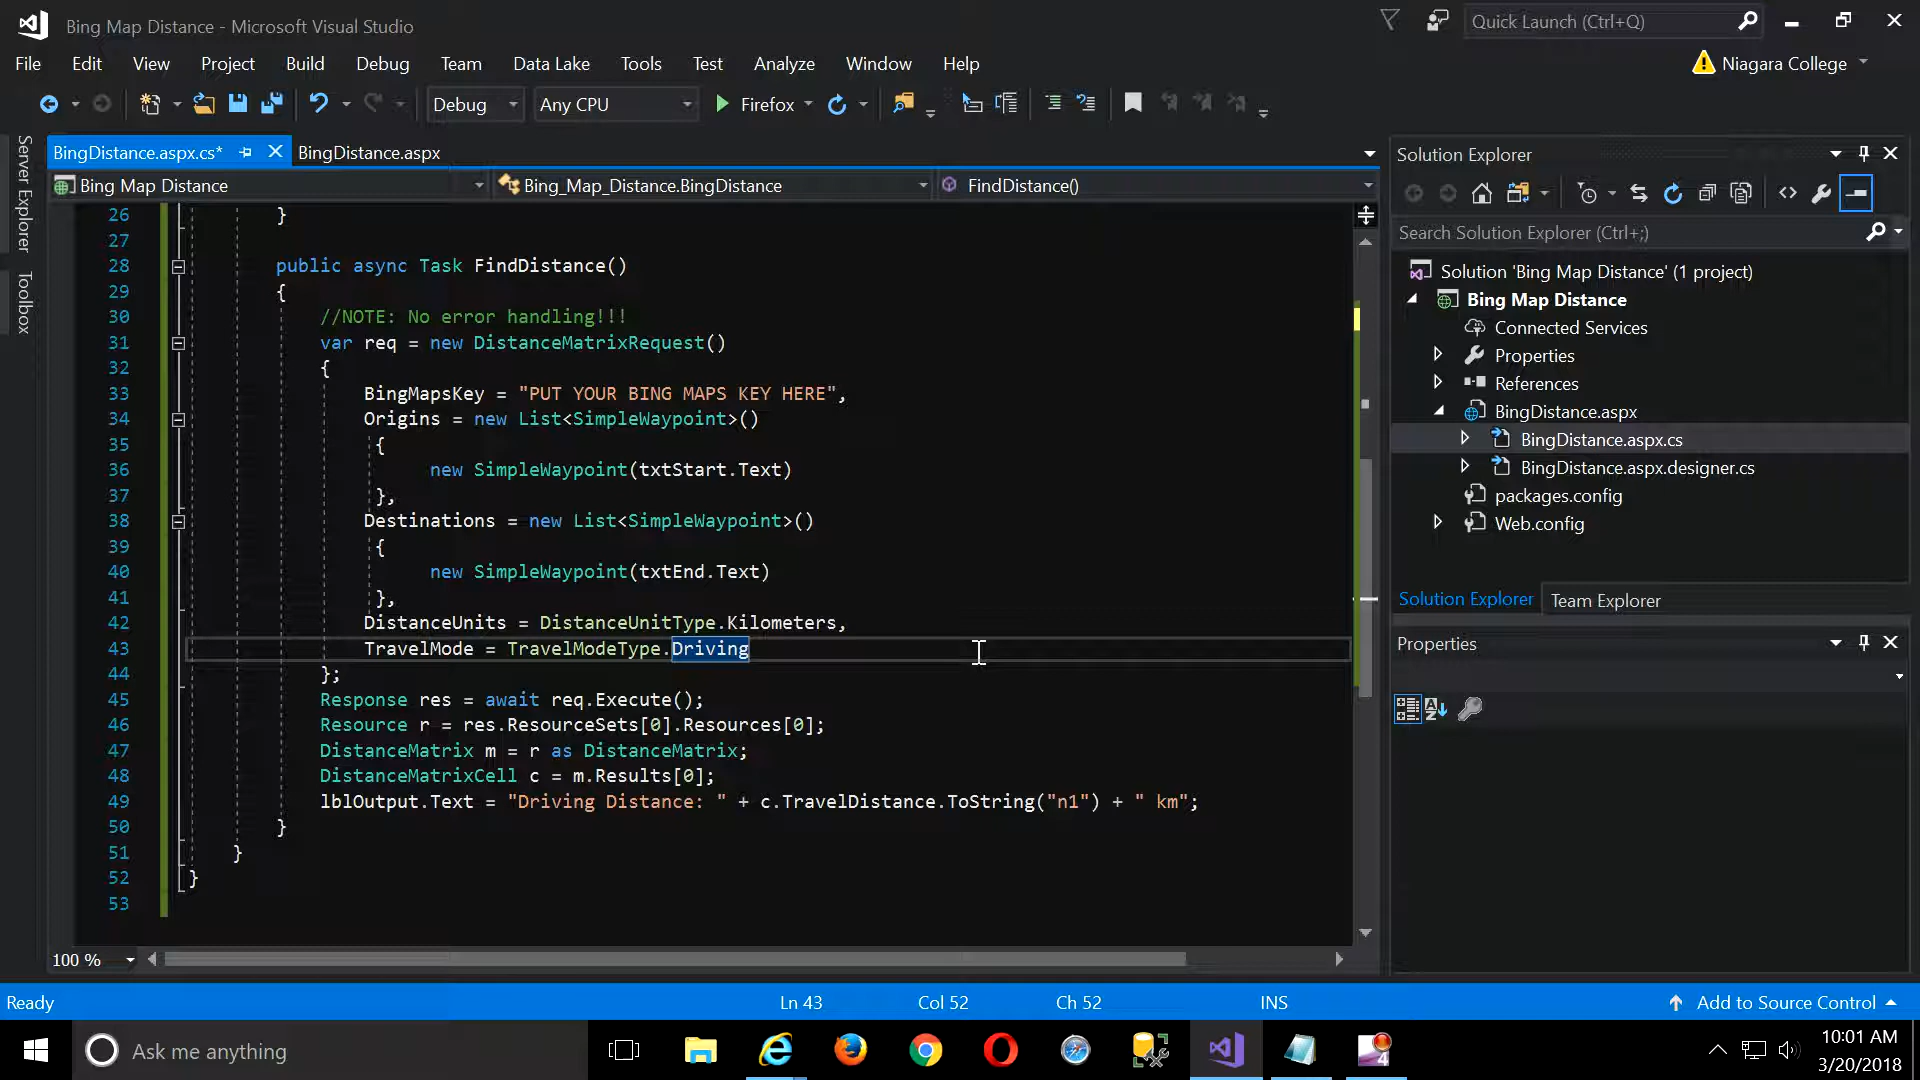 Bing Map Distance - Microsoft Visual Studio
Quick Launch (Ctrl+Q)
File Edit View Project Build Debug Team Data Lake Tools Test Analyze Window Help
Niagara College
Debug Any CPU Firefox
Server Explorer
Toolbox
BingDistance.aspx.cs* BingDistance.aspx
Bing Map Distance Bing_Map_Distance.BingDistance FindDistance()
26 }
27
28 public async Task FindDistance()
29 {
30 //NOTE: No error handling!!!
31 var req = new DistanceMatrixRequest()
32 {
33 BingMapsKey = "PUT YOUR BING MAPS KEY HERE",
34 Origins = new List<SimpleWaypoint>()
35 {
36 new SimpleWaypoint(txtStart.Text)
37 },
38 Destinations = new List<SimpleWaypoint>()
39 {
40 new SimpleWaypoint(txtEnd.Text)
41 },
42 DistanceUnits = DistanceUnitType.Kilometers,
43 TravelMode = TravelModeType.Driving
44 };
45 Response res = await req.Execute();
46 Resource r = res.ResourceSets[0].Resources[0];
47 DistanceMatrix m = r as DistanceMatrix;
48 DistanceMatrixCell c = m.Results[0];
49 lblOutput.Text = "Driving Distance: " + c.TravelDistance.ToString("n1") + " km";
50 }
51 }
52 }
53
100 %
Solution Explorer
Search Solution Explorer (Ctrl+;)
Solution 'Bing Map Distance' (1 project)
Bing Map Distance
Connected Services
Properties
References
BingDistance.aspx
BingDistance.aspx.cs
BingDistance.aspx.designer.cs
packages.config
Web.config
Solution Explorer Team Explorer
Properties
Ready Ln 43 Col 52 Ch 52 INS Add to Source Control
Ask me anything
4
10:01 AM
3/20/2018